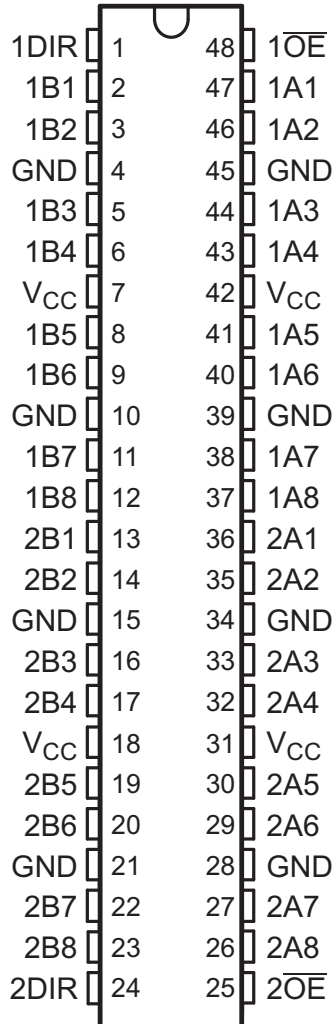 1DIR 1 48 1O̅E̅
1B1 2 47 1A1
1B2 3 46 1A2
GND 4 45 GND
1B3 5 44 1A3
1B4 6 43 1A4
VCC 7 42 VCC
1B5 8 41 1A5
1B6 9 40 1A6
GND 10 39 GND
1B7 11 38 1A7
1B8 12 37 1A8
2B1 13 36 2A1
2B2 14 35 2A2
GND 15 34 GND
2B3 16 33 2A3
2B4 17 32 2A4
VCC 18 31 VCC
2B5 19 30 2A5
2B6 20 29 2A6
GND 21 28 GND
2B7 22 27 2A7
2B8 23 26 2A8
2DIR 24 25 2O̅E̅